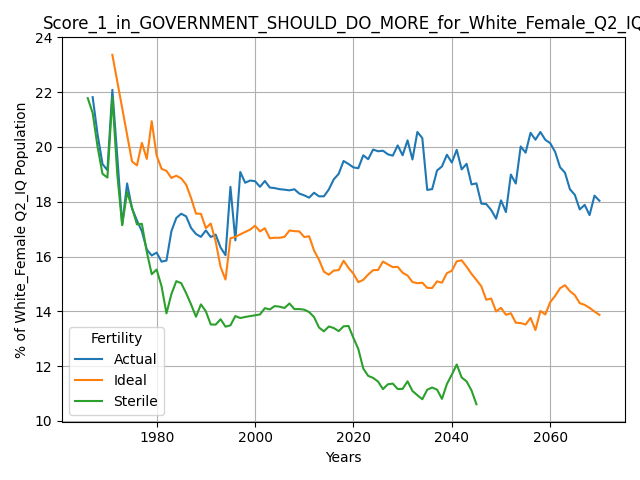 Score_1_in_GOVERNMENT_SHOULD_DO_MORE_for_White_Female_Q2_IQ
% of White_Female Q2_IQ Population
24
22
20
18
16
14
12
10
Fertility
Actual
Ideal
Sterile
1980 2000 2020 2040 2060
Years